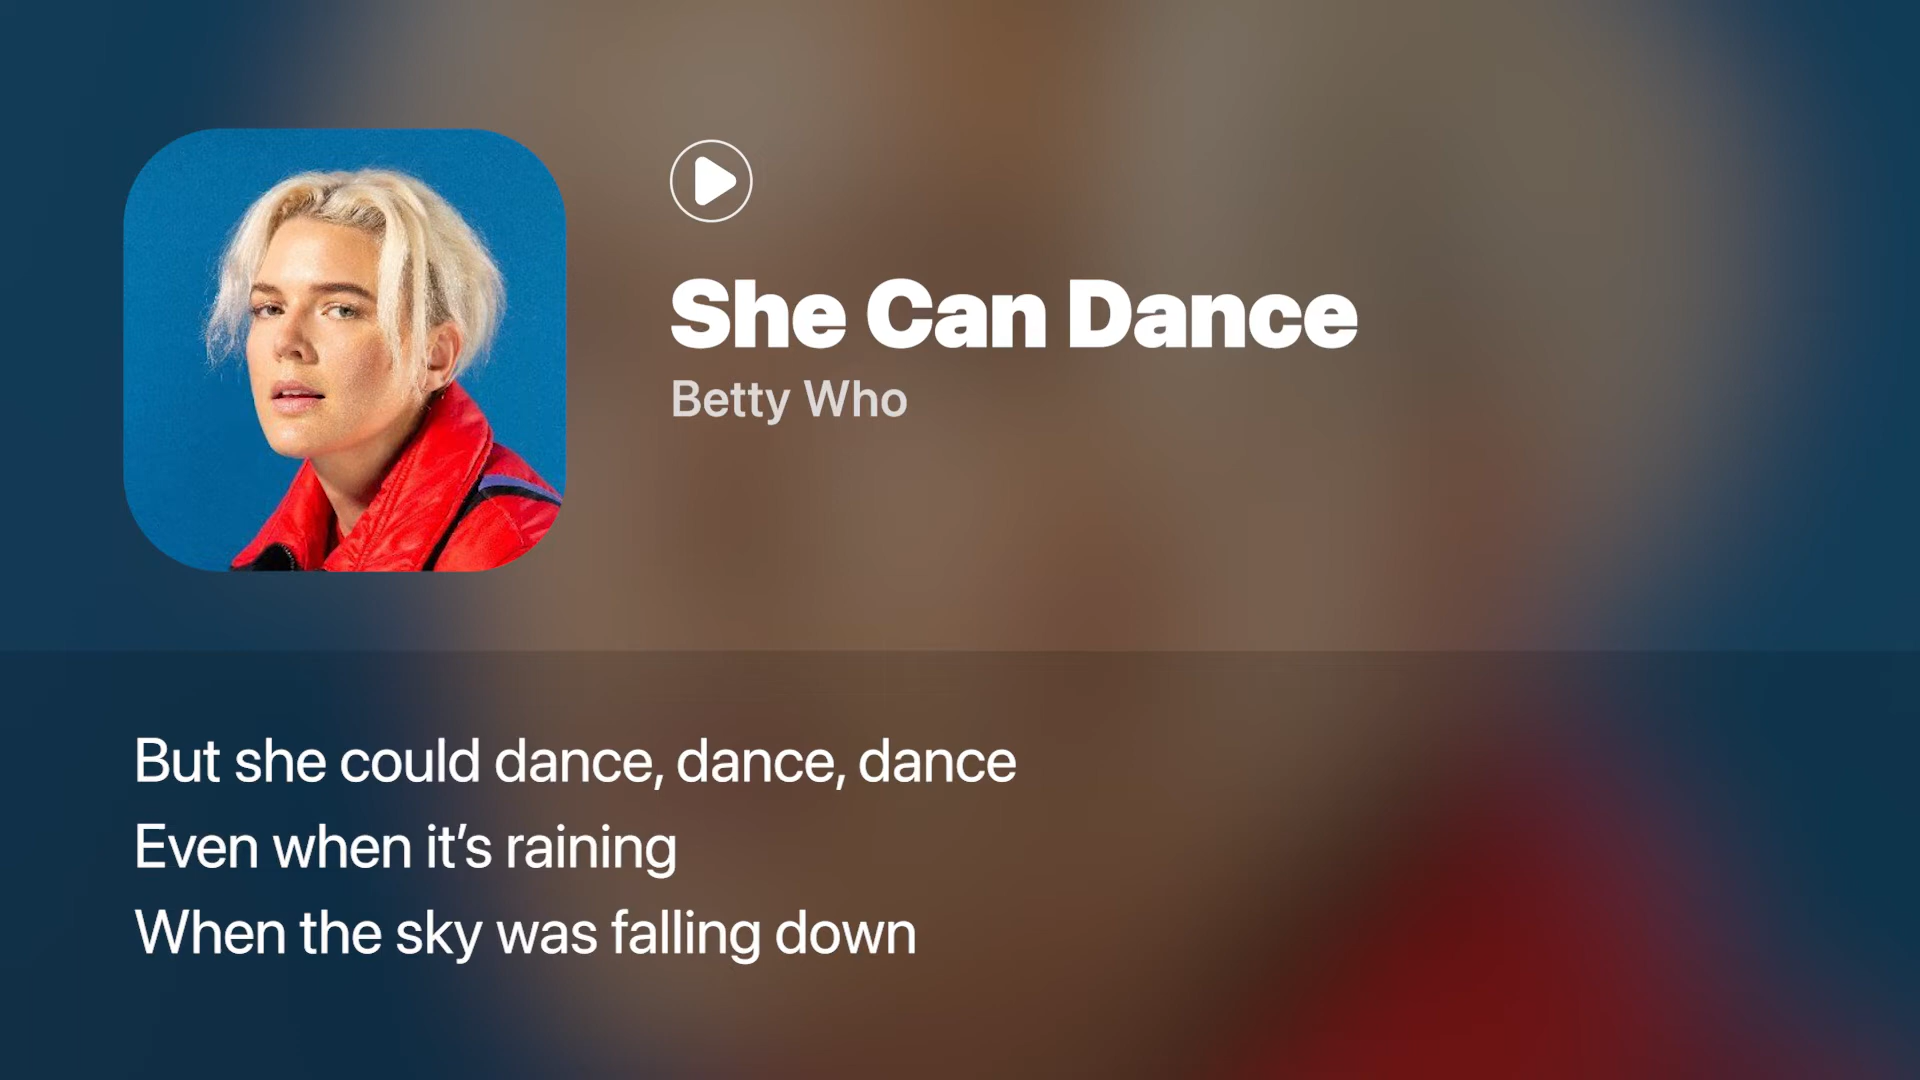 She Can Dance
Betty Who
But she could dance, dance, dance
Even when it’s raining
When the sky was falling down